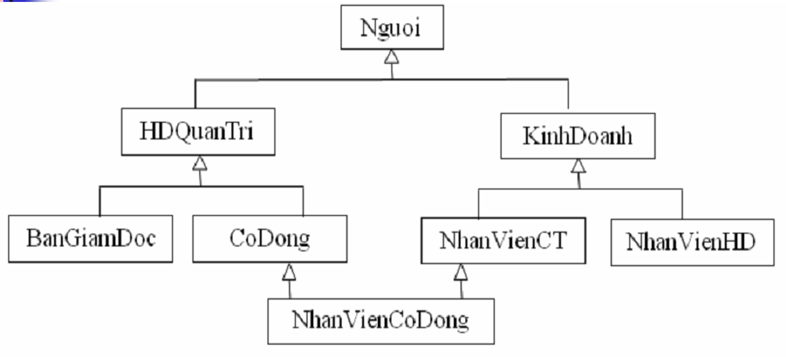 Nguoi
HDQuanTri
KinhDoanh
BanGiamDoc
CoDong
NhanVienCT
NhanVienHD
NhanVienCoDong